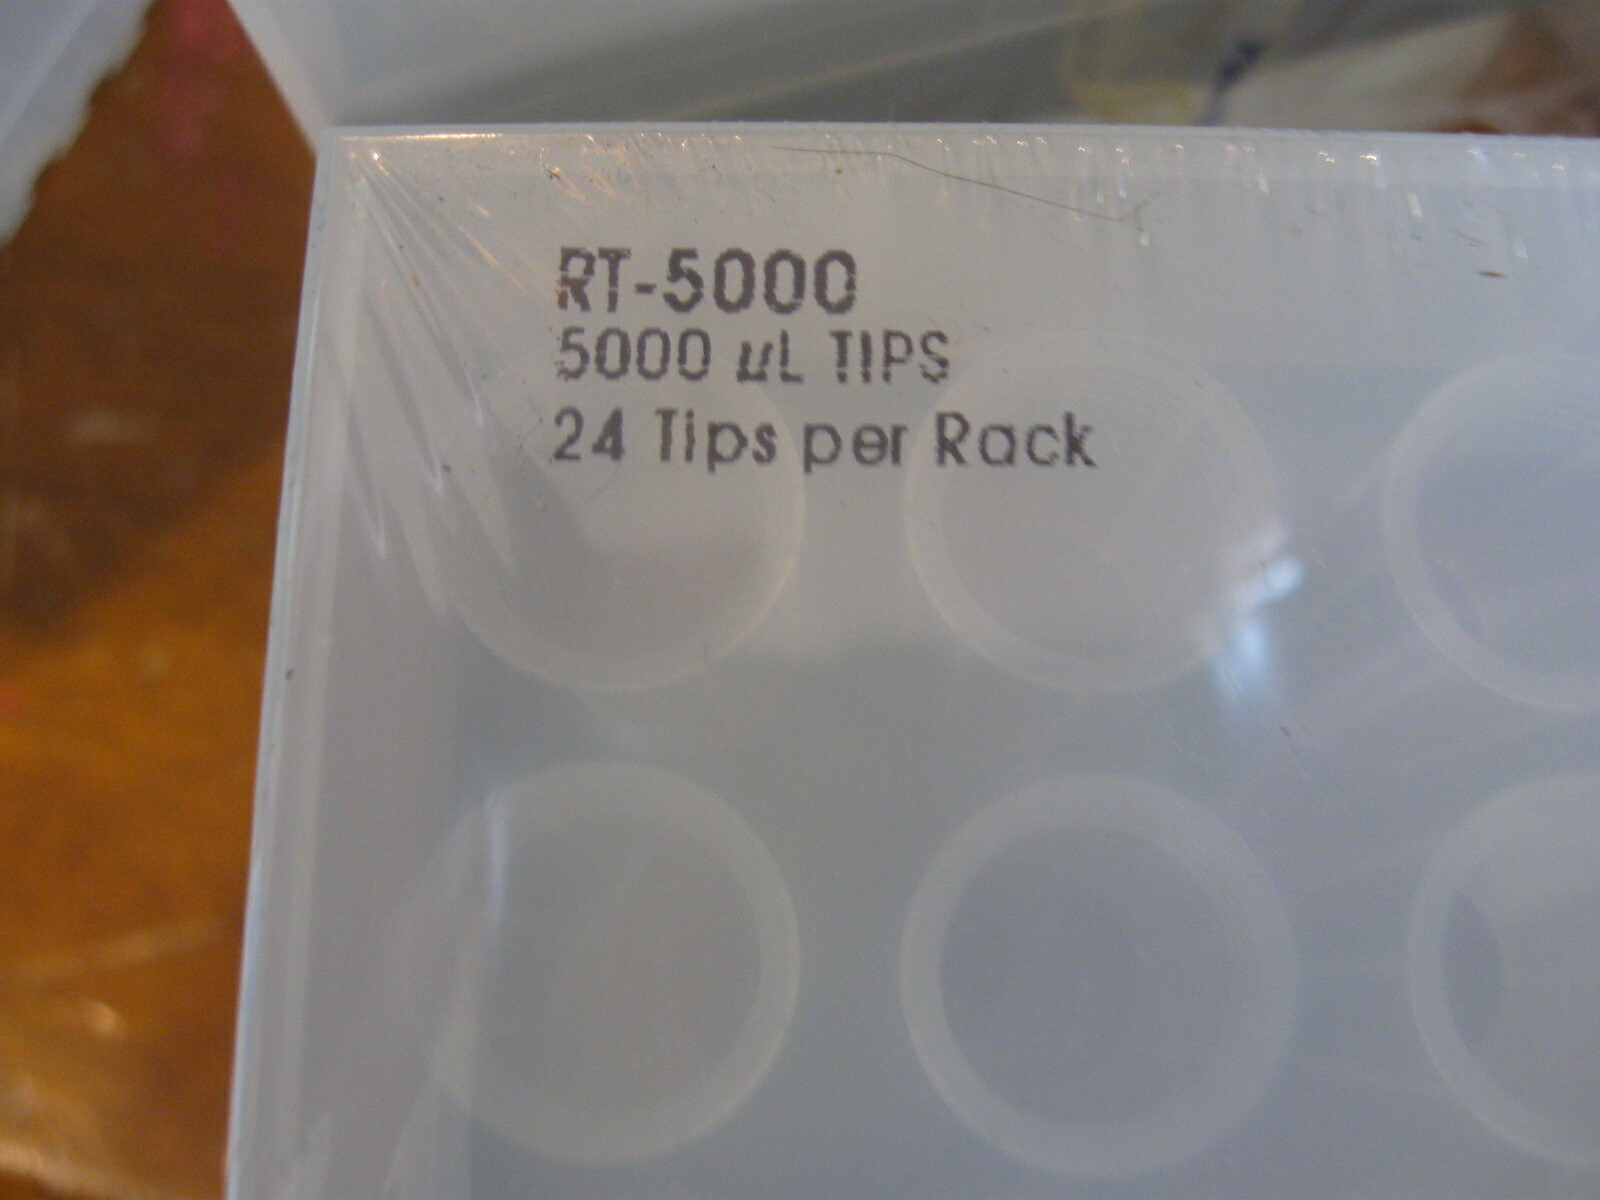 RT-5000
5000 µL TIPS
24 Tips per Rack